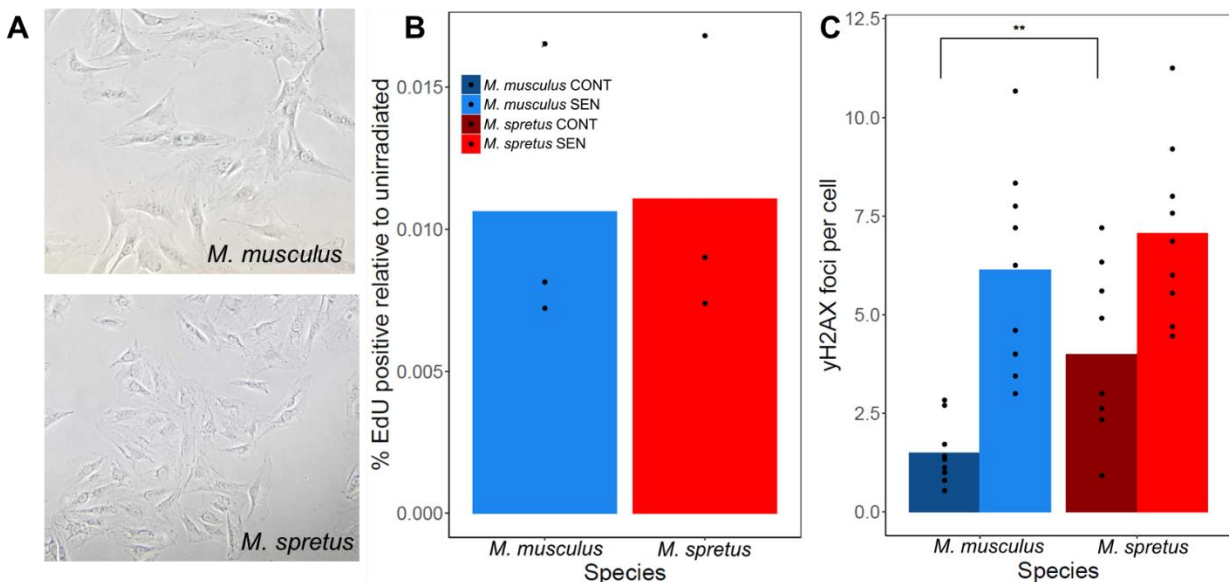 A
M. musculus
M. spretus
B
% EdU positive relative to unirradiated
0.015
0.010
0.005
0.000
M. musculus CONT
M. musculus SEN
M. spretus CONT
M. spretus SEN
M. musculus
M. spretus
Species
C
yH2AX foci per cell
12.5
10.0
7.5
5.0
2.5
0.0
**
M. musculus
M. spretus
Species